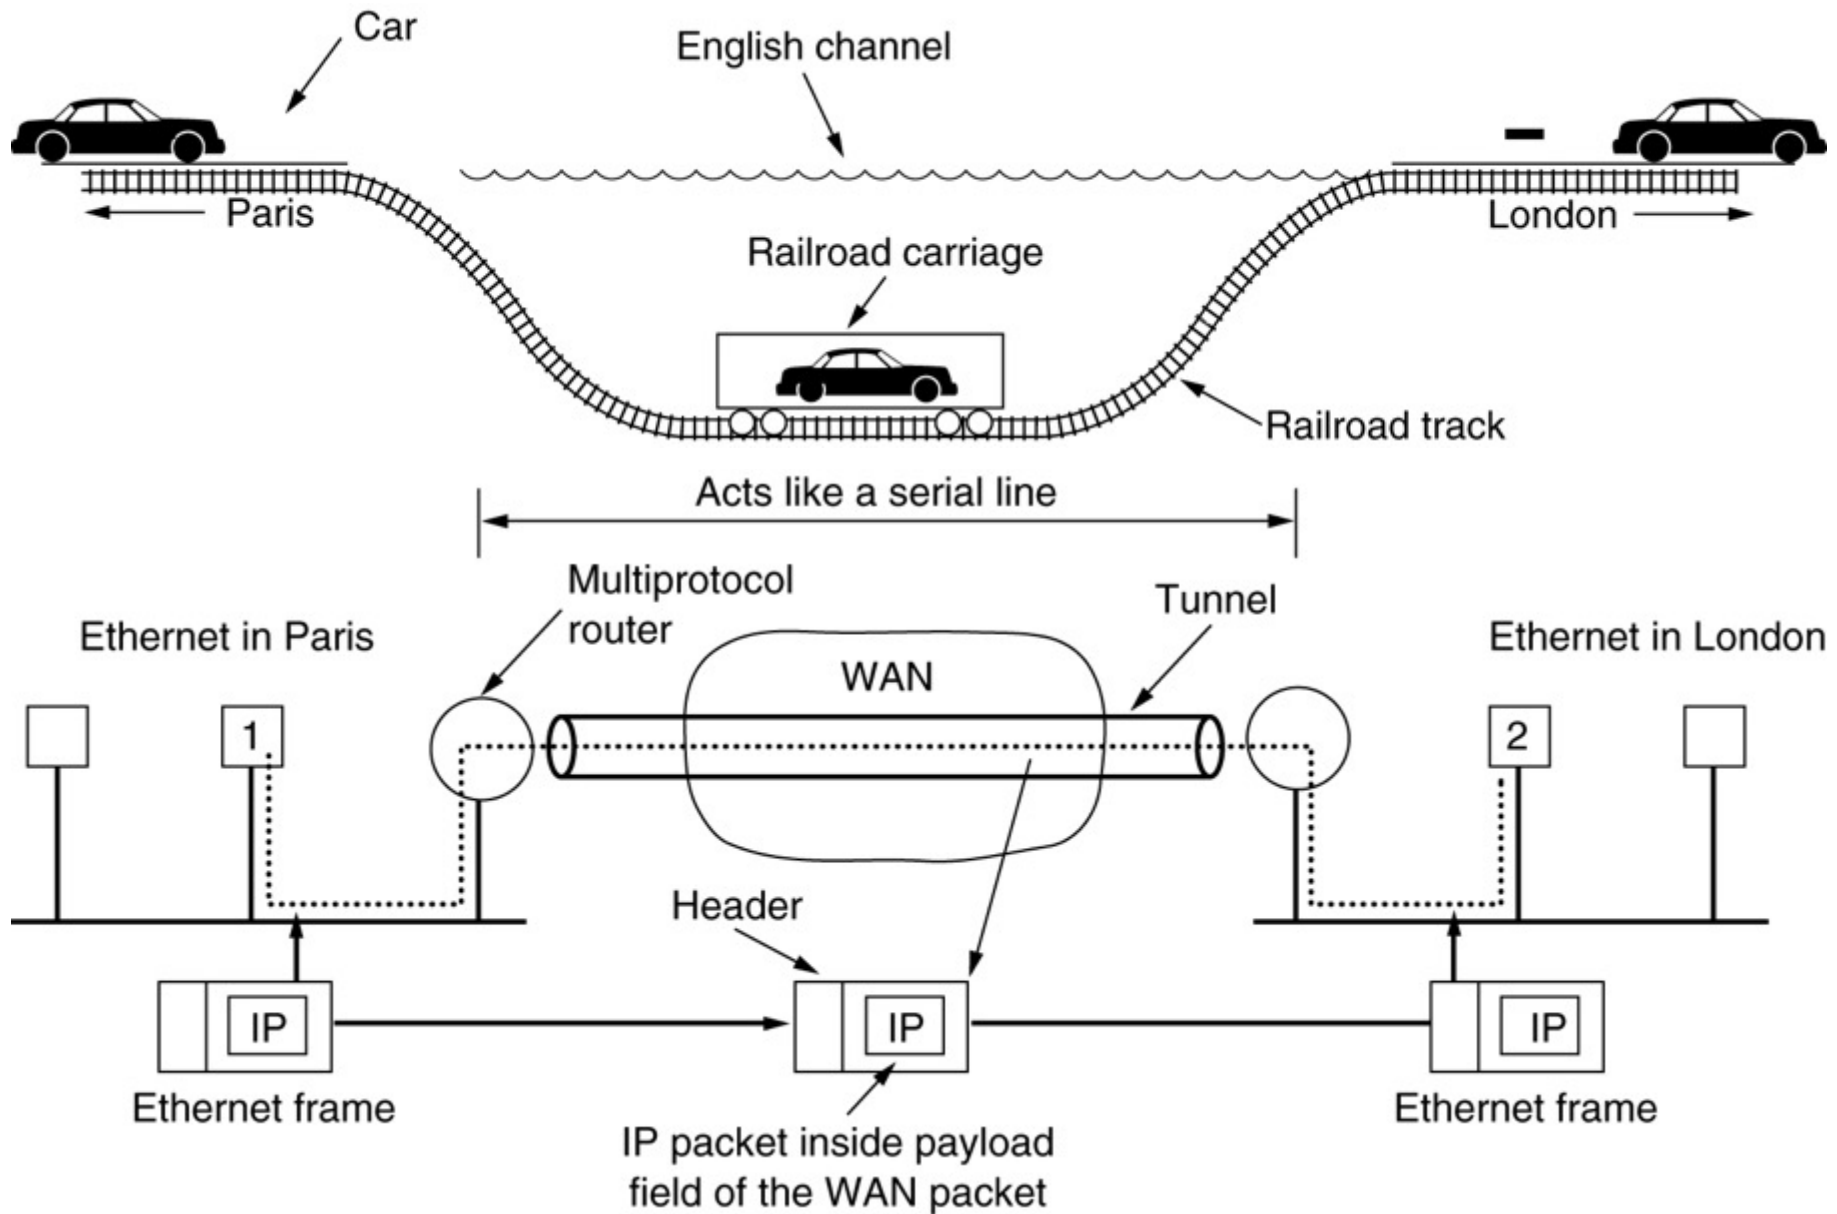 Car
English channel
Paris
London
Railroad carriage
Railroad track
Acts like a serial line
Multiprotocol
router
Tunnel
Ethernet in Paris
Ethernet in London
WAN
1
2
Header
IP
IP
IP
Ethernet frame
Ethernet frame
IP packet inside payload
field of the WAN packet